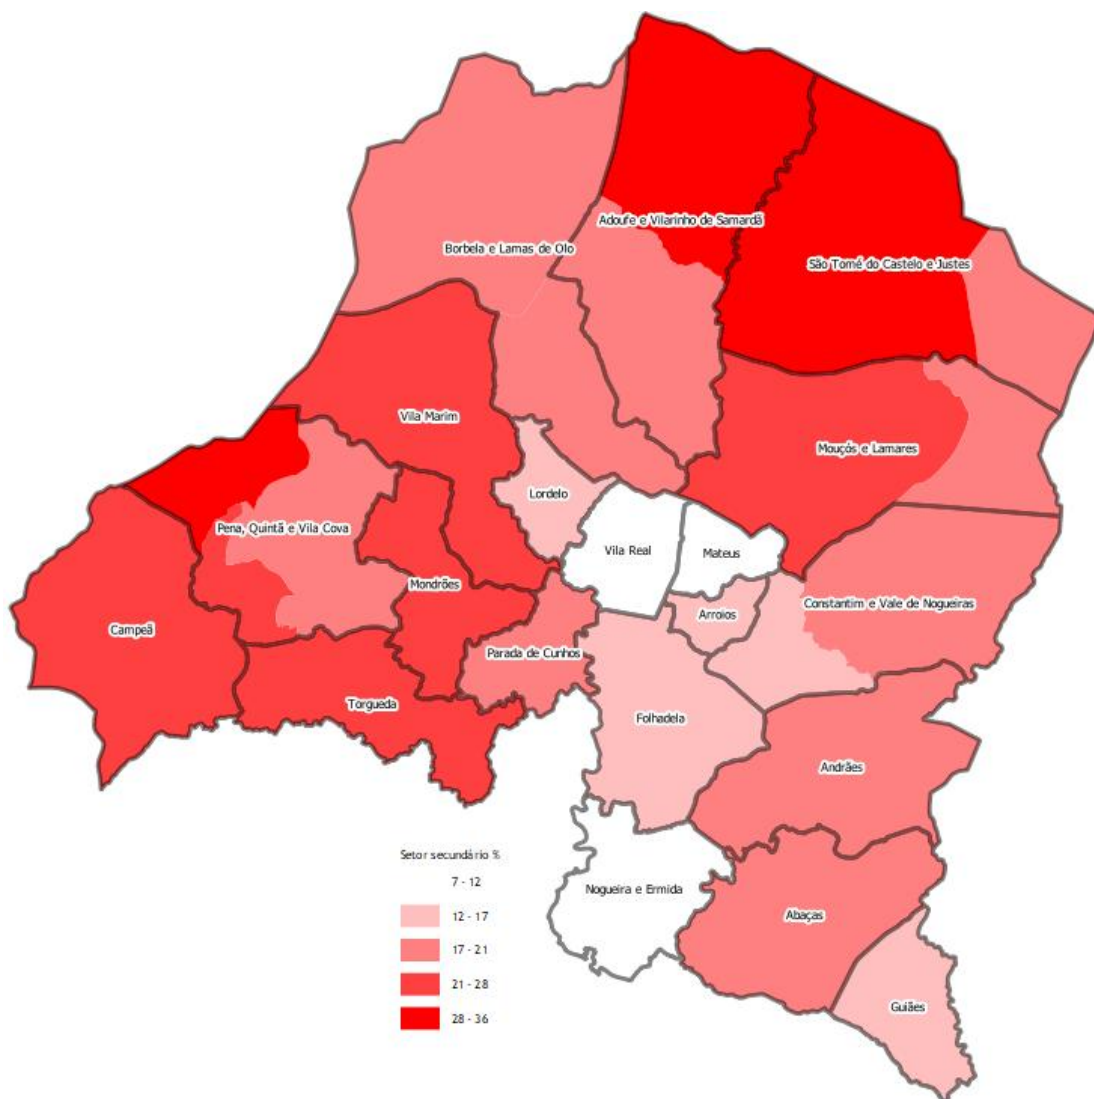 Adoufe e Vilarinho de Samardã
Borbela e Lamas de Olo
São Tomé do Castelo e Justes
Vila Marim
Mouçós e Lamares
Lordelo
Pena, Quintã e Vila Cova
Vila Real
Mateus
Mondrões
Constantim e Vale de Nogueiras
Arroios
Campeã
Parada de Cunhos
Torgueda
Folhadela
Andrães
Setor secundário %
7 - 12
Nogueira e Ermida
12 - 17
Abaças
17 - 21
21 - 28
Guiães
28 - 36